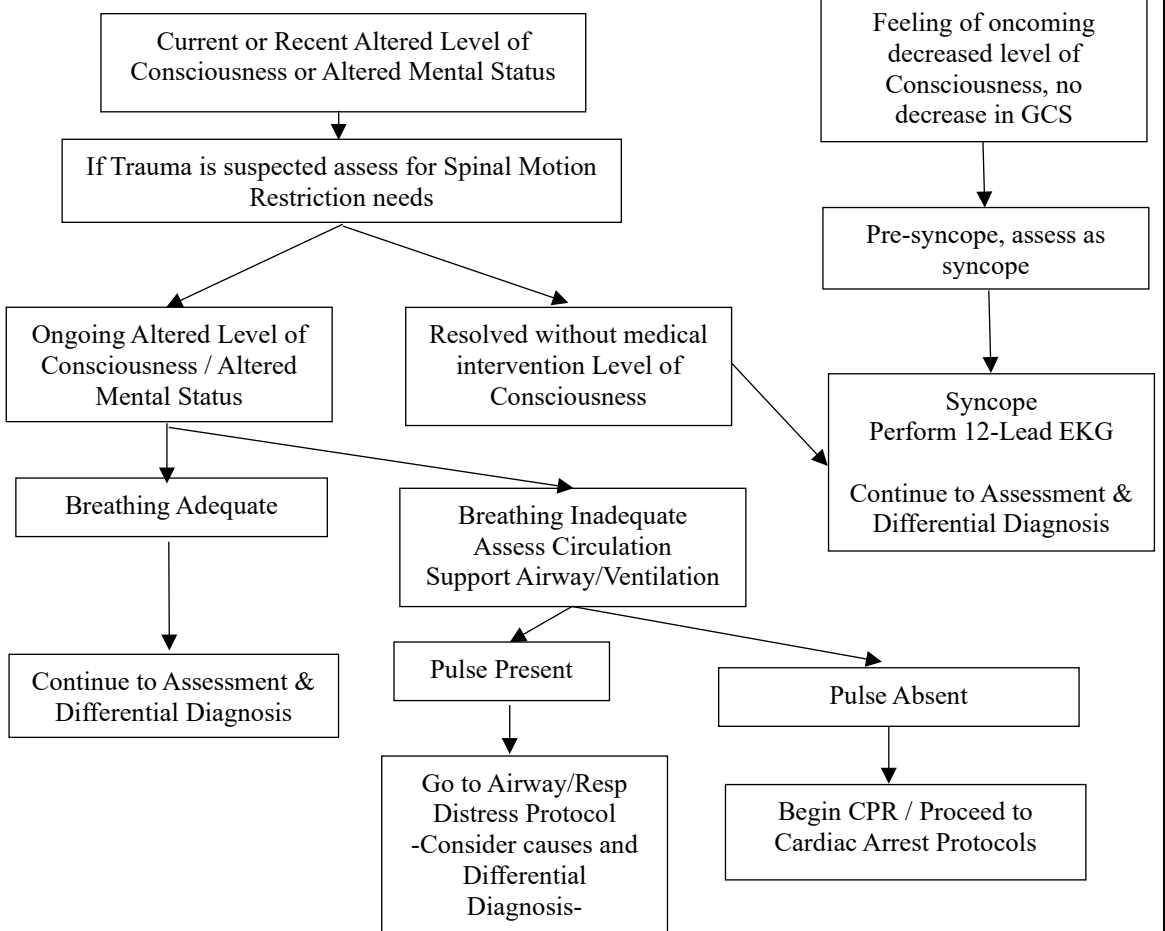 Current or Recent Altered Level of
Consciousness or Altered Mental Status
Feeling of oncoming
decreased level of
Consciousness, no
decrease in GCS
If Trauma is suspected assess for Spinal Motion
Restriction needs
Pre-syncope, assess as
syncope
Ongoing Altered Level of
Consciousness / Altered
Mental Status
Resolved without medical
intervention Level of
Consciousness
Syncope
Perform 12-Lead EKG
Continue to Assessment &
Differential Diagnosis
Breathing Adequate
Breathing Inadequate
Assess Circulation
Support Airway/Ventilation
Continue to Assessment &
Differential Diagnosis
Pulse Present
Pulse Absent
Go to Airway/Resp
Distress Protocol
-Consider causes and
Differential
Diagnosis-
Begin CPR / Proceed to
Cardiac Arrest Protocols